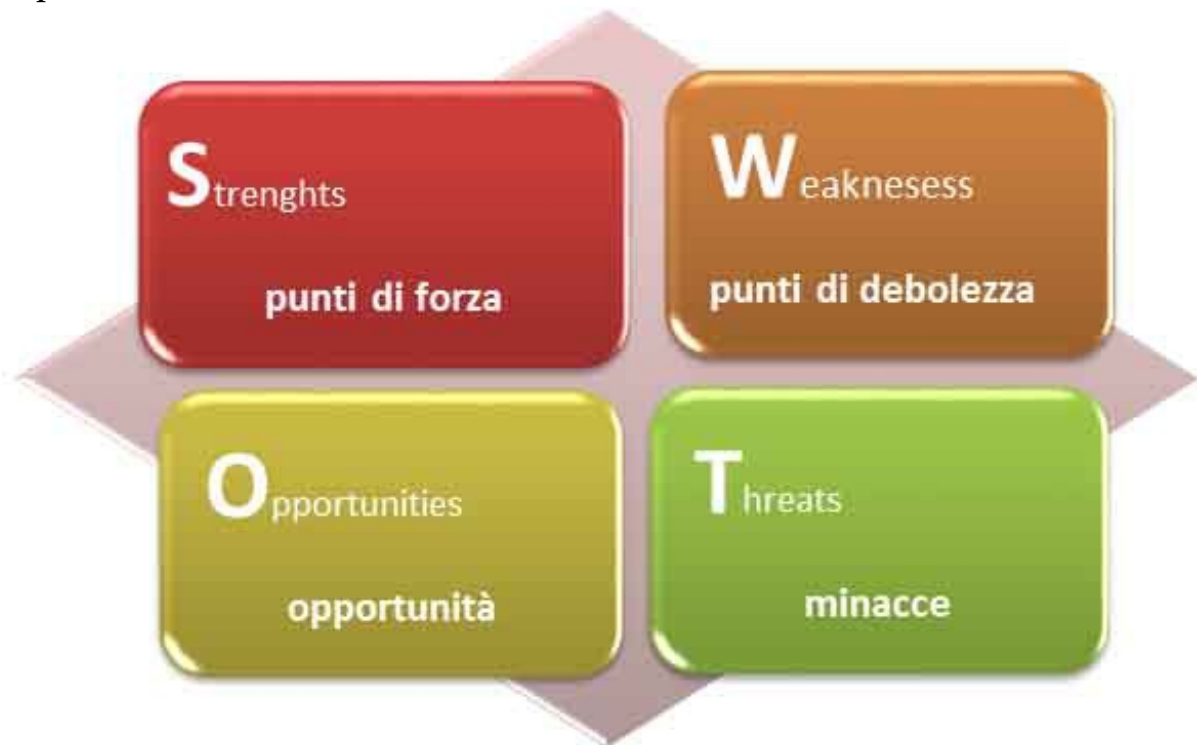 Strenghts
punti di forza
Weaknesess
punti di debolezza
Opportunities
opportunità
Threats
minacce